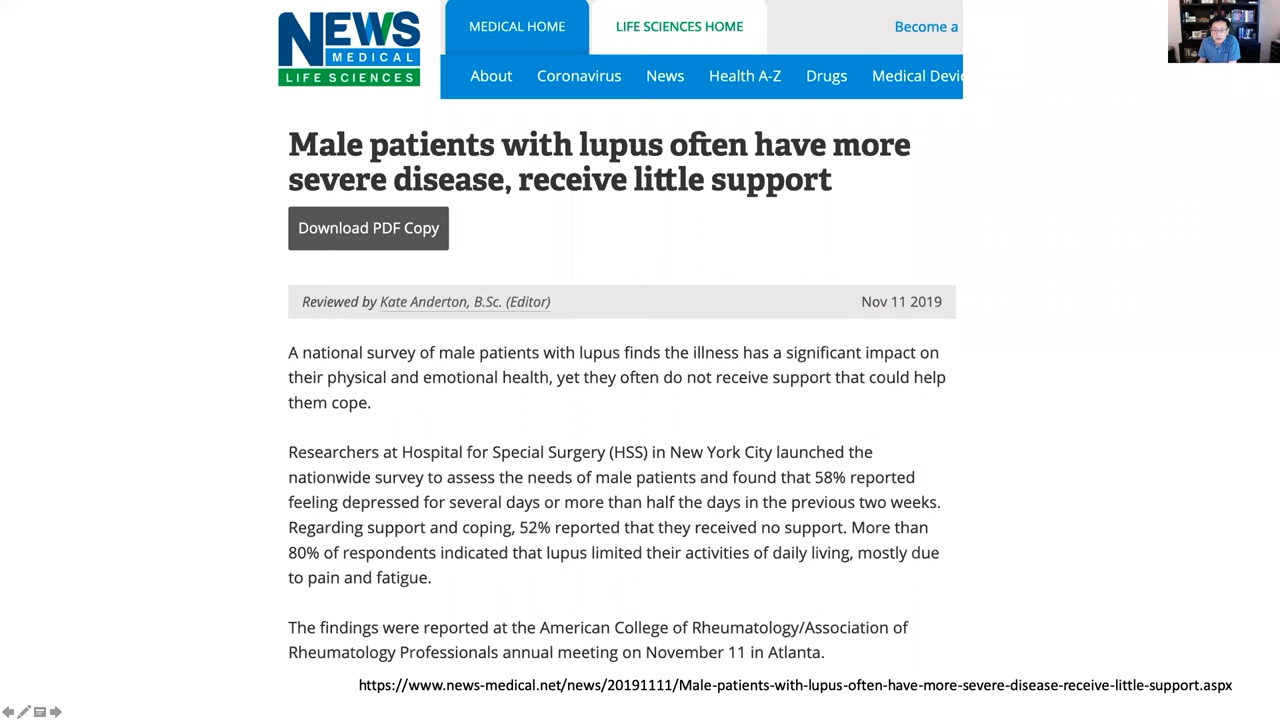 NEWS
MEDICAL
LIFE SCIENCES
MEDICAL HOME
LIFE SCIENCES HOME
Become a
About Coronavirus News Health A-Z Drugs Medical Devic
Male patients with lupus often have more
severe disease, receive little support
Download PDF Copy
Reviewed by Kate Anderton, B.Sc. (Editor) Nov 11 2019
A national survey of male patients with lupus finds the illness has a significant impact on
their physical and emotional health, yet they often do not receive support that could help
them cope.
Researchers at Hospital for Special Surgery (HSS) in New York City launched the
nationwide survey to assess the needs of male patients and found that 58% reported
feeling depressed for several days or more than half the days in the previous two weeks.
Regarding support and coping, 52% reported that they received no support. More than
80% of respondents indicated that lupus limited their activities of daily living, mostly due
to pain and fatigue.
The findings were reported at the American College of Rheumatology/Association of
Rheumatology Professionals annual meeting on November 11 in Atlanta.
https://www.news-medical.net/news/20191111/Male-patients-with-lupus-often-have-more-severe-disease-receive-little-support.aspx